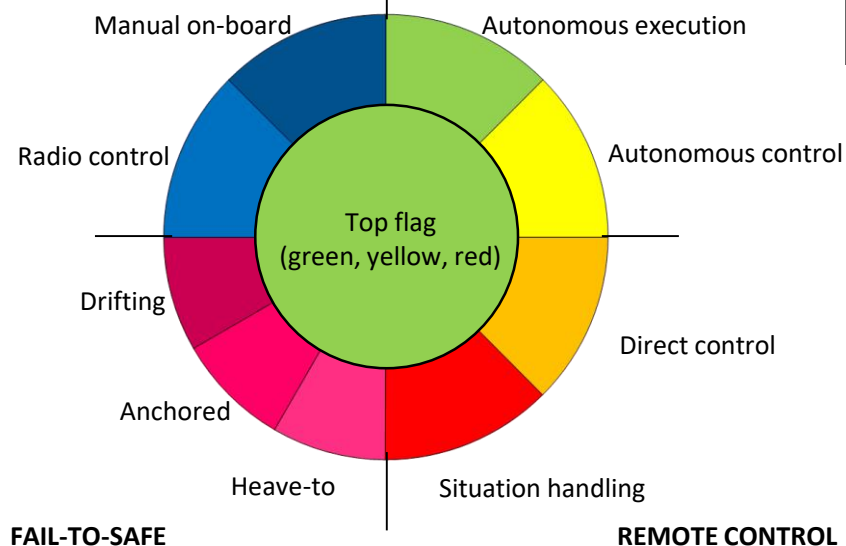 Manual on-board
Autonomous execution
Radio control
Autonomous control
Top flag
(green, yellow, red)
Drifting
Direct control
Anchored
Heave-to
Situation handling
FAIL-TO-SAFE
REMOTE CONTROL